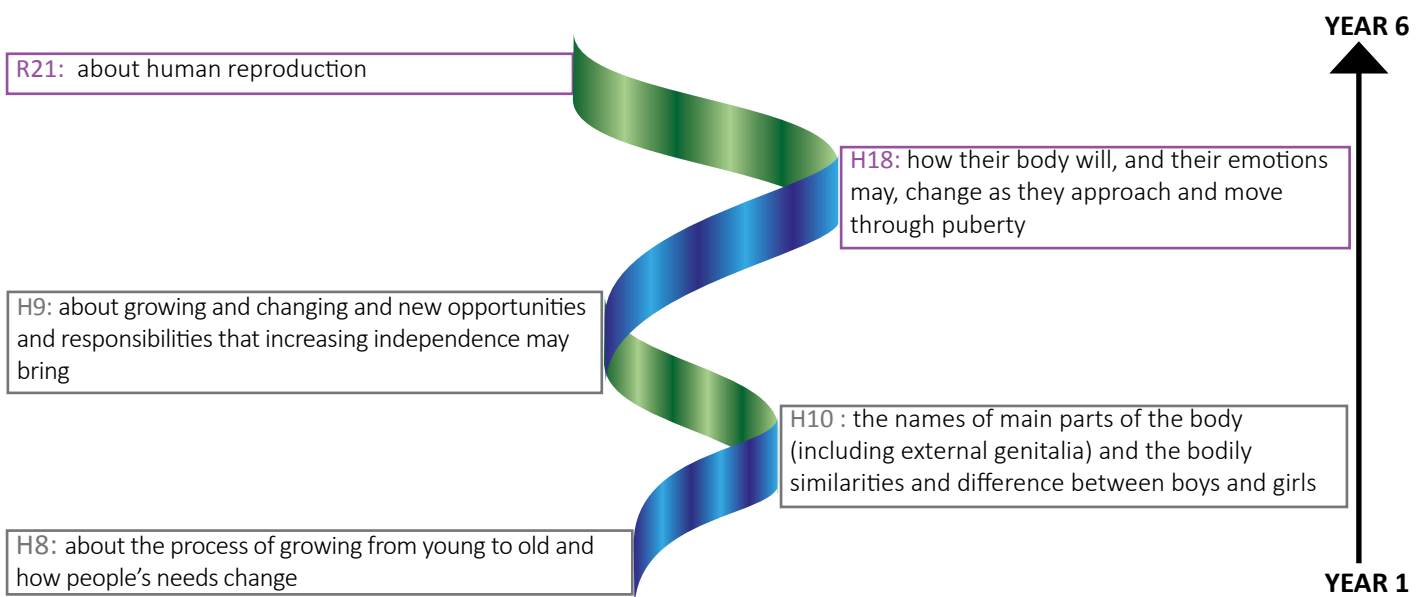 YEAR 6
R21: about human reproduction
H18: how their body will, and their emotions
may, change as they approach and move
through puberty
H9: about growing and changing and new opportunities
and responsibilities that increasing independence may
bring
H10 : the names of main parts of the body
(including external genitalia) and the bodily
similarities and difference between boys and girls
H8: about the process of growing from young to old and
how people’s needs change
YEAR 1